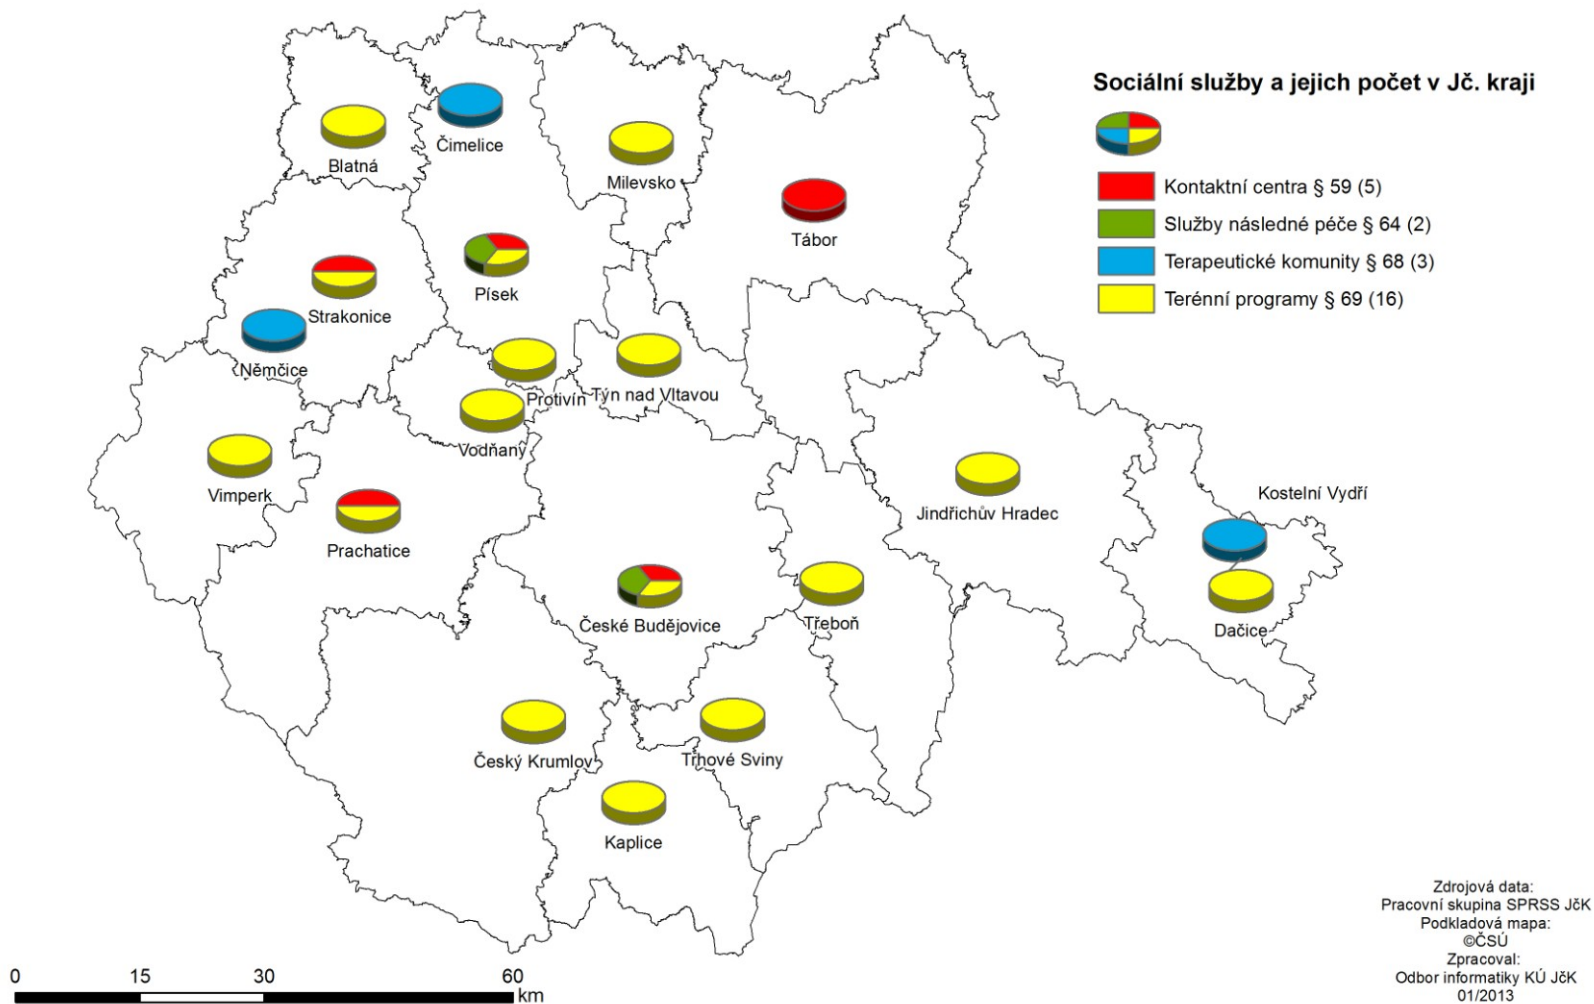 Sociální služby a jejich počet v Jč. kraji
Kontaktní centra § 59 (5)
Služby následné péče § 64 (2)
Terapeutické komunity § 68 (3)
Terénní programy § 69 (16)
Čimelice
Blatná
Milevsko
Tábor
Písek
Strakonice
Němčice
Protivín
Týn nad Vltavou
Vodňany
Vimperk
Kostelní Vydří
Jindřichův Hradec
Prachatice
České Budějovice
Třeboň
Dačice
Český Krumlov
Trhové Sviny
Kaplice
Zdrojová data:
Pracovní skupina SPRSS JčK
Podkladová mapa:
©ČSÚ
Zpracoval:
Odbor informatiky KÚ JčK
01/2013
0 15 30 60
km